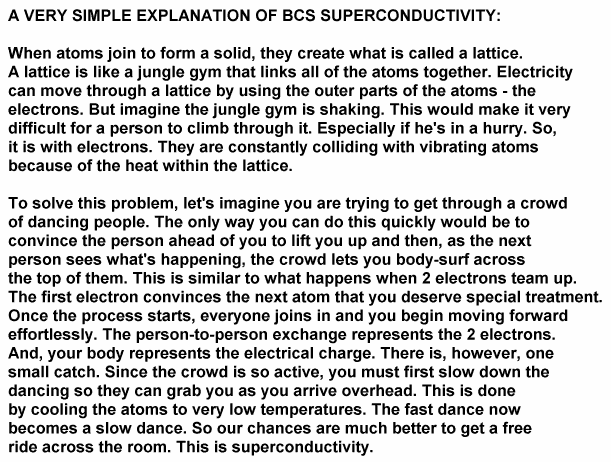 A VERY SIMPLE EXPLANATION OF BCS SUPERCONDUCTIVITY:
When atoms join to form a solid, they create what is called a lattice.
A lattice is like a jungle gym that links all of the atoms together. Electricity
can move through a lattice by using the outer parts of the atoms - the
electrons. But imagine the jungle gym is shaking. This would make it very
difficult for a person to climb through it. Especially if he's in a hurry. So,
it is with electrons. They are constantly colliding with vibrating atoms
because of the heat within the lattice.
To solve this problem, let's imagine you are trying to get through a crowd
of dancing people. The only way you can do this quickly would be to
convince the person ahead of you to lift you up and then, as the next
person sees what's happening, the crowd lets you body-surf across
the top of them. This is similar to what happens when 2 electrons team up.
The first electron convinces the next atom that you deserve special treatment.
Once the process starts, everyone joins in and you begin moving forward
effortlessly. The person-to-person exchange represents the 2 electrons.
And, your body represents the electrical charge. There is, however, one
small catch. Since the crowd is so active, you must first slow down the
dancing so they can grab you as you arrive overhead. This is done
by cooling the atoms to very low temperatures. The fast dance now
becomes a slow dance. So our chances are much better to get a free
ride across the room. This is superconductivity.